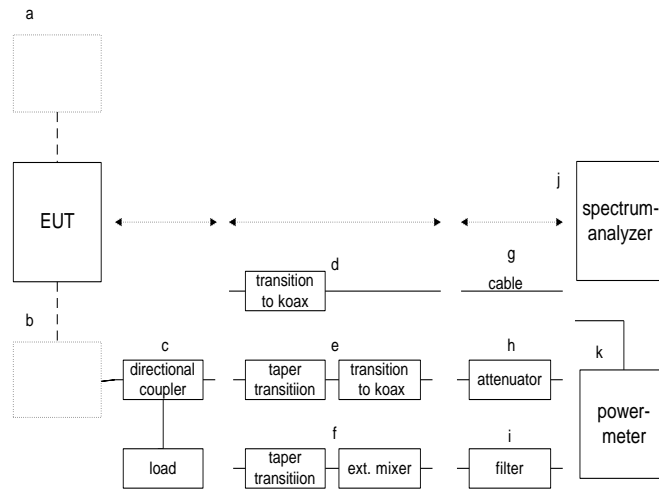 a
EUT
j
spectrum-
analyzer
d
transition
to koax
g
cable
b
c
directional
coupler
e
taper
transitiion
transition
to koax
h
attenuator
k
power-
meter
load
f
taper
transitiion
ext. mixer
i
filter